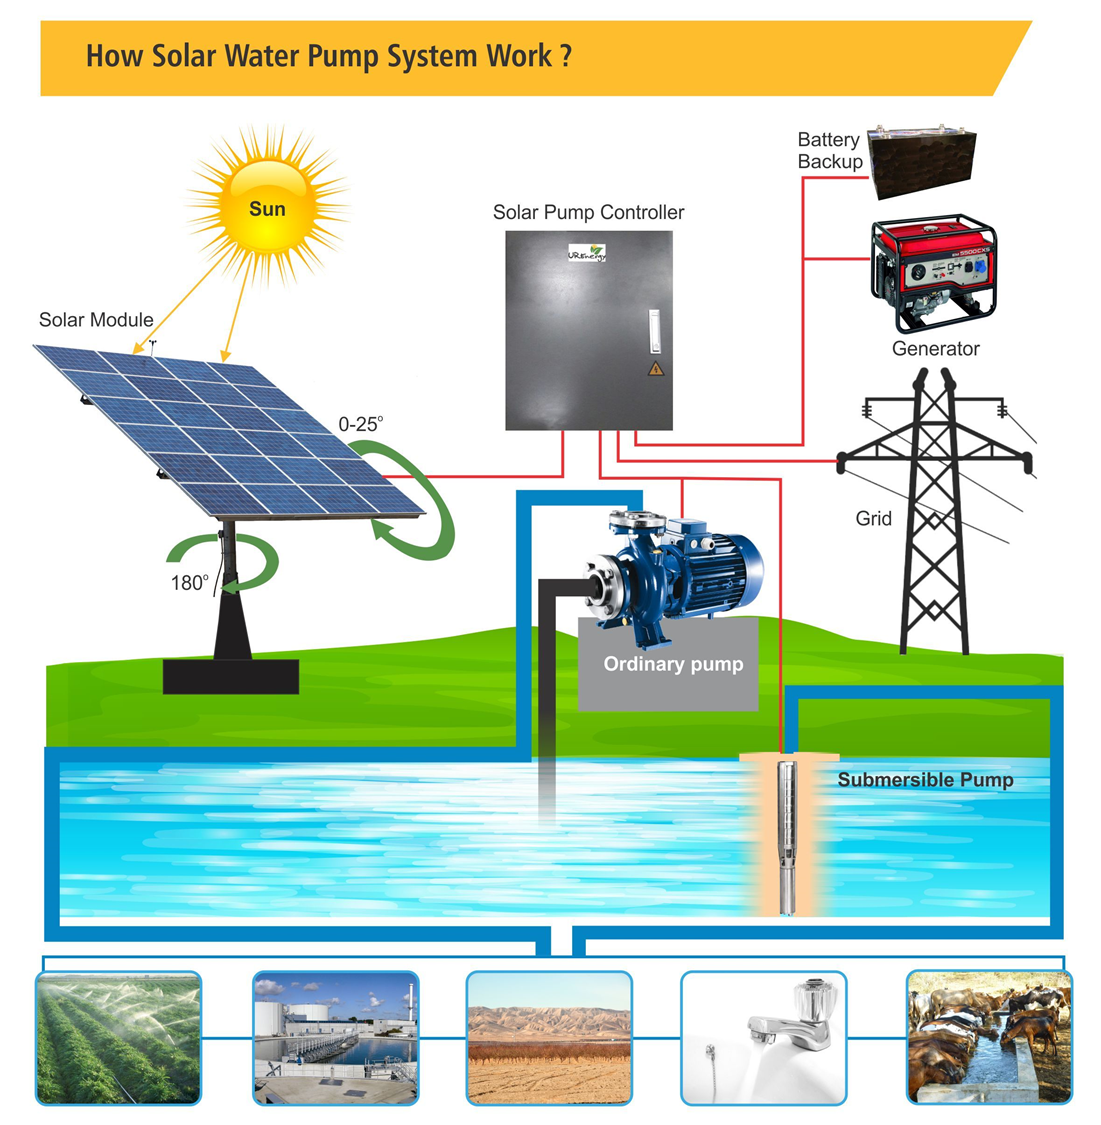 How Solar Water Pump System Work ?
Battery
Backup
Sun
Solar Pump Controller
UREnergy
9500CXS
Solar Module
Generator
0-25°
Grid
180°
Ordinary pump
Submersible Pump